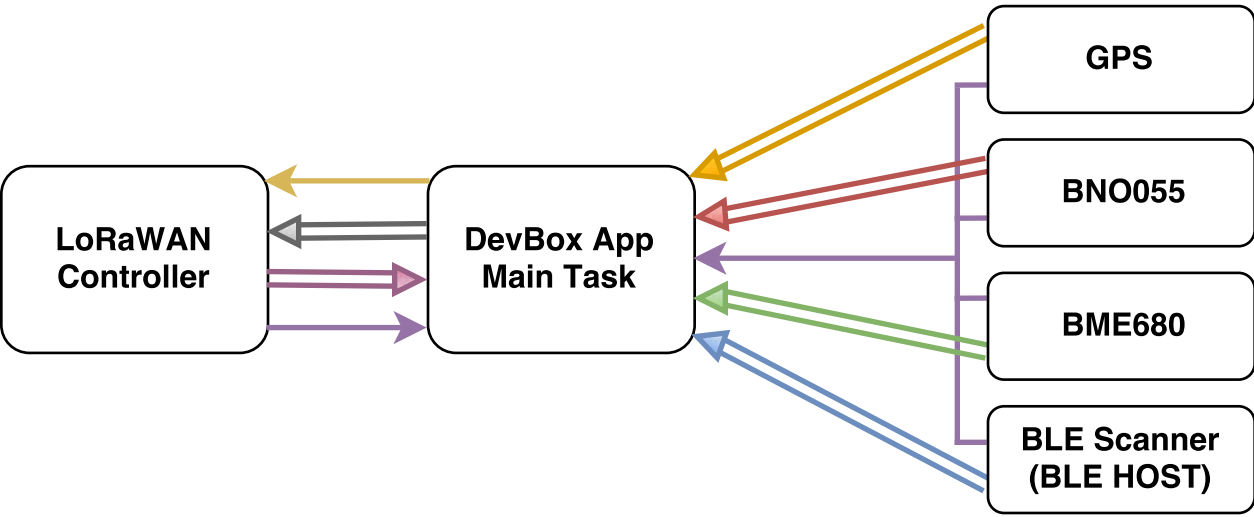 GPS
BNO055
LoRaWAN
Controller
DevBox App
Main Task
BME680
BLE Scanner
(BLE HOST)